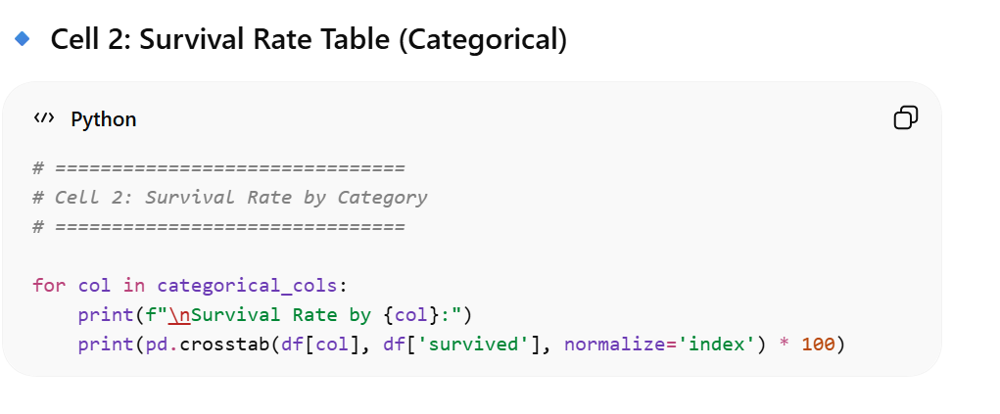 Cell 2: Survival Rate Table (Categorical)
</> Python
# ===============================
# Cell 2: Survival Rate by Category
# ===============================
for col in categorical_cols:
    print(f"\nSurvival Rate by {col}:")
    print(pd.crosstab(df[col], df['survived'], normalize='index') * 100)